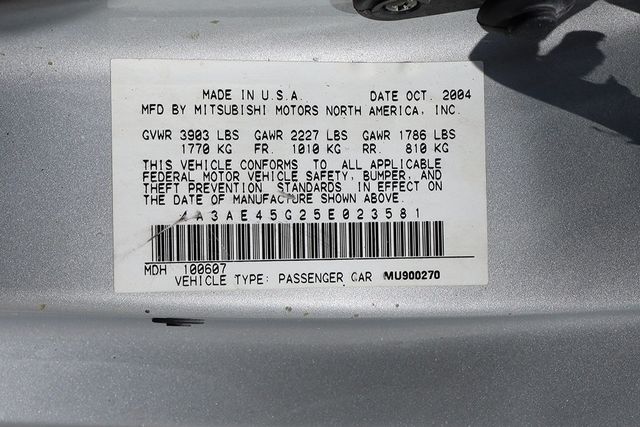 MADE IN U.S.A. DATE OCT. 2004
MFD BY MITSUBISHI MOTORS NORTH AMERICA, INC.
GVWR 3903 LBS GAWR 2227 LBS GAWR 1786 LBS
1770 KG FR. 1010 KG RR. 810 KG
THIS VEHICLE CONFORMS TO ALL APPLICABLE
FEDERAL MOTOR VEHICLE SAFETY, BUMPER, AND
THEFT PREVENTION STANDARDS IN EFFECT ON
THE DATE OF MANUFACTURE SHOWN ABOVE.
4A3AE45G25E023581
MDH 100607
VEHICLE TYPE: PASSENGER CAR MU900270